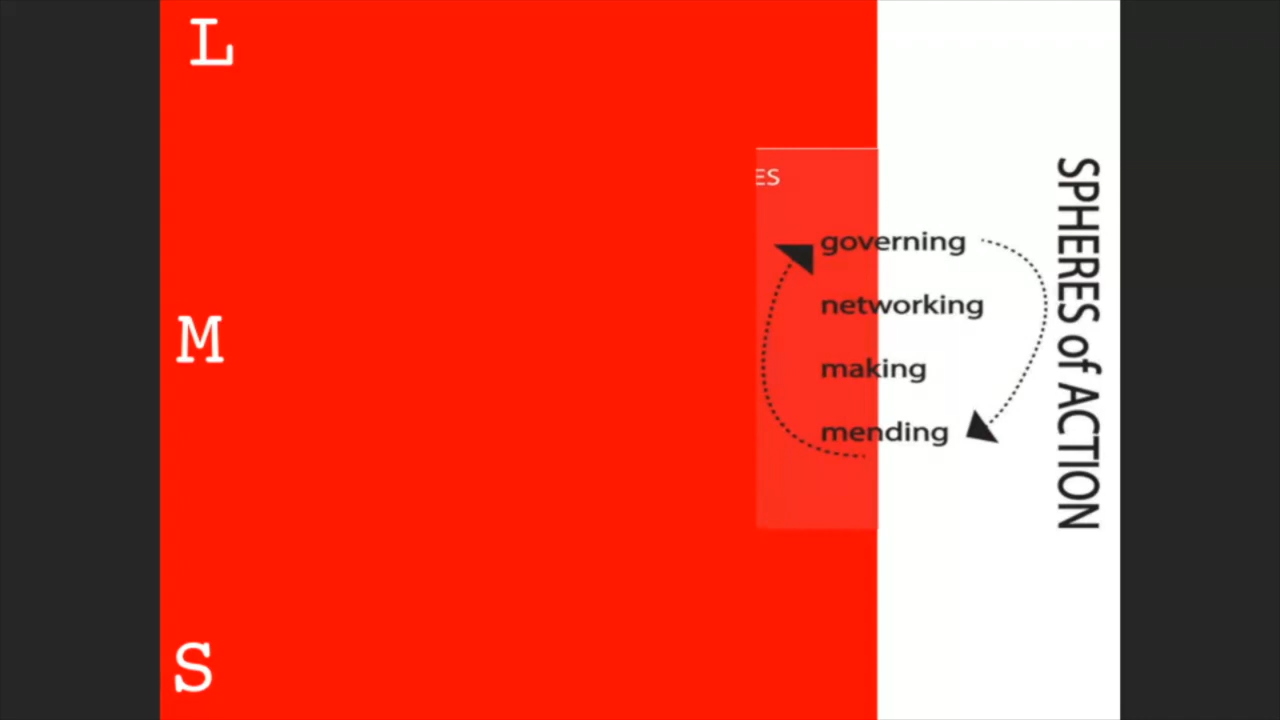 L
ES
SPHERES of ACTION
governing
networking
M
making
mending
S